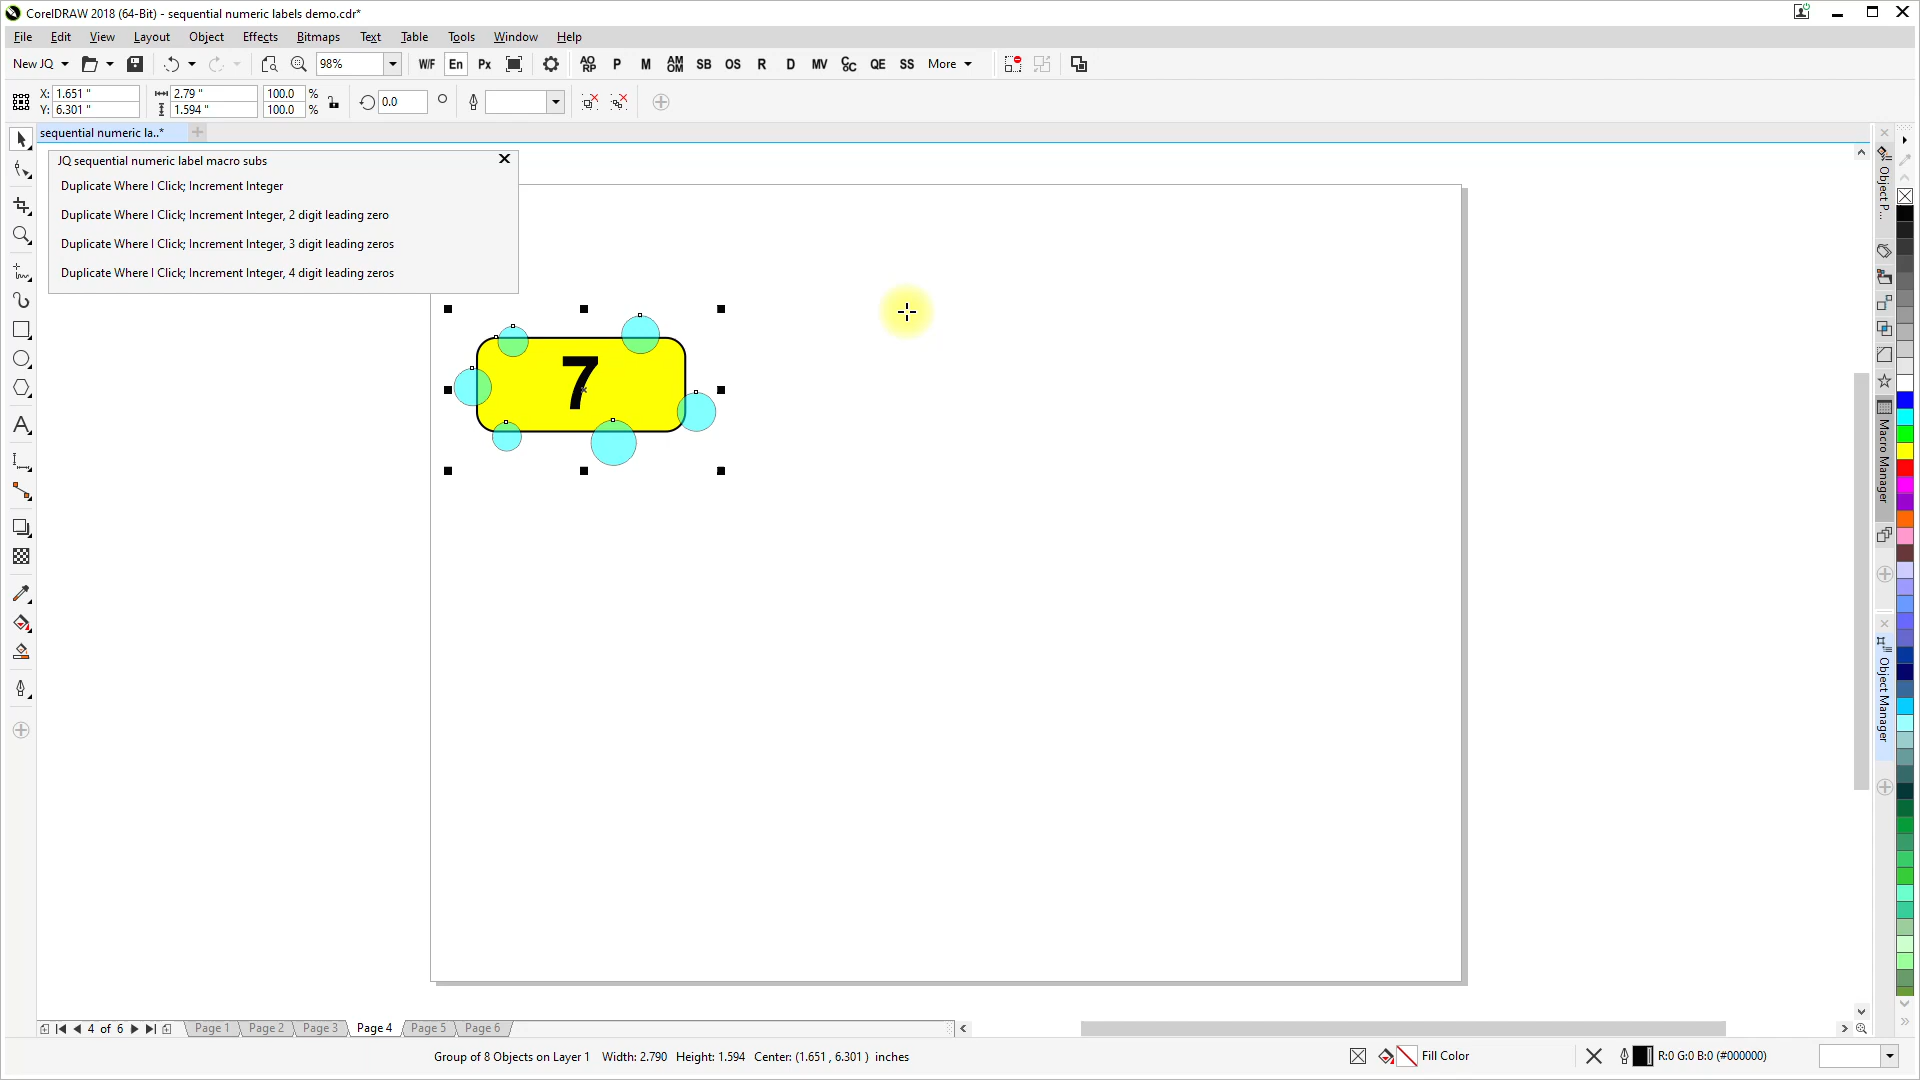 CorelDRAW 2018 (64-Bit) - sequential numeric labels demo.cdr*
File Edit View Layout Object Effects Bitmaps Text Table Tools Window Help
New JQ 98% W/F En Px AO RP P M AM OM SB OS R D MV CC OC QE SS More
X: 1.651 " 2.79 " 100.0 % 0.0
Y: 6.301 " 1.594 " 100.0 %
sequential numeric la..*
JQ sequential numeric label macro subs
Duplicate Where I Click; Increment Integer
Duplicate Where I Click; Increment Integer, 2 digit leading zero
Duplicate Where I Click; Increment Integer, 3 digit leading zeros
Duplicate Where I Click; Increment Integer, 4 digit leading zeros
7
Object P...
Macro Manager
Object Manager
4 of 6 Page 1 Page 2 Page 3 Page 4 Page 5 Page 6
Group of 8 Objects on Layer 1 Width: 2.790 Height: 1.594 Center: (1.651 , 6.301 ) inches Fill Color R:0 G:0 B:0 (#000000)